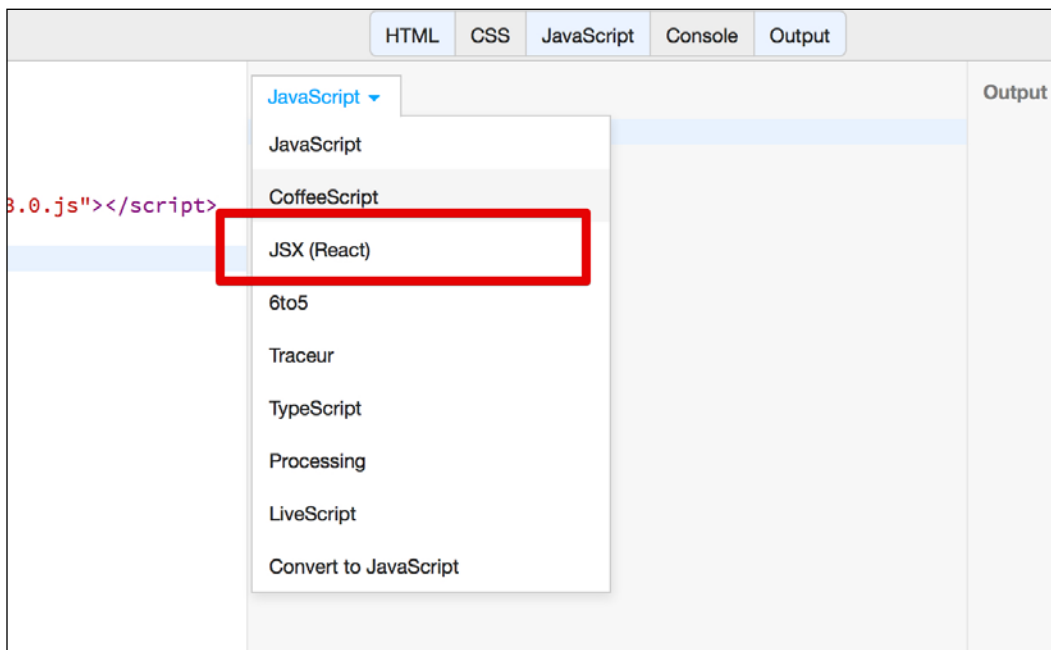 HTML CSS JavaScript Console Output
JavaScript
Output
JavaScript
CoffeeScript
3.0.js"></script>
JSX (React)
6to5
Traceur
TypeScript
Processing
LiveScript
Convert to JavaScript